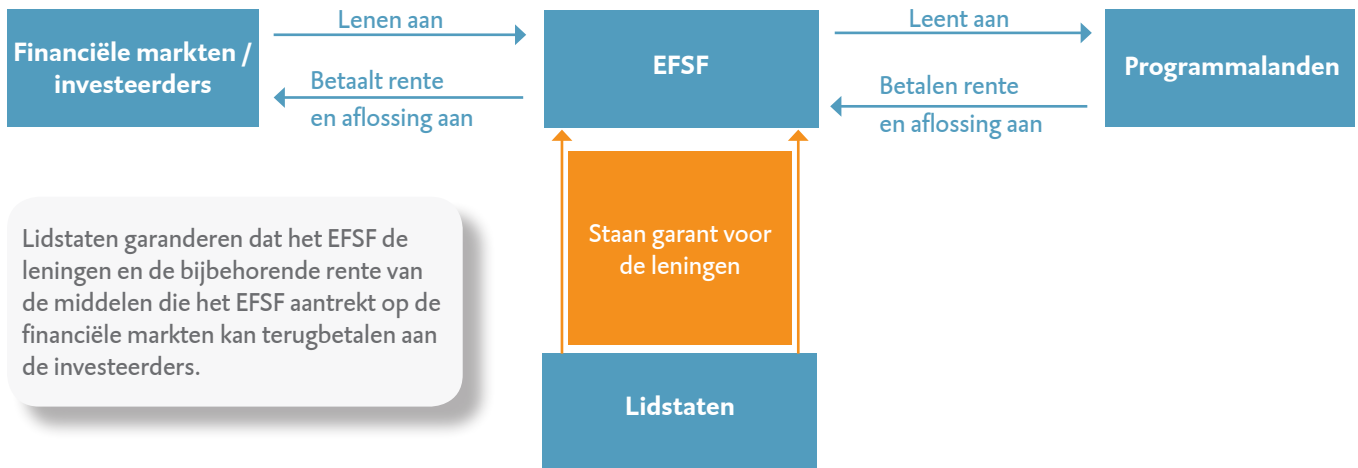 Financiële markten /
investeerders
Lenen aan
Betaalt rente
en aflossing aan
EFSF
Leent aan
Betalen rente
en aflossing aan
Programmalanden
Lidstaten garanderen dat het EFSF de
leningen en de bijbehorende rente van
de middelen die het EFSF aantrekt op de
financiële markten kan terugbetalen aan
de investeerders.
Staan garant voor
de leningen
Lidstaten